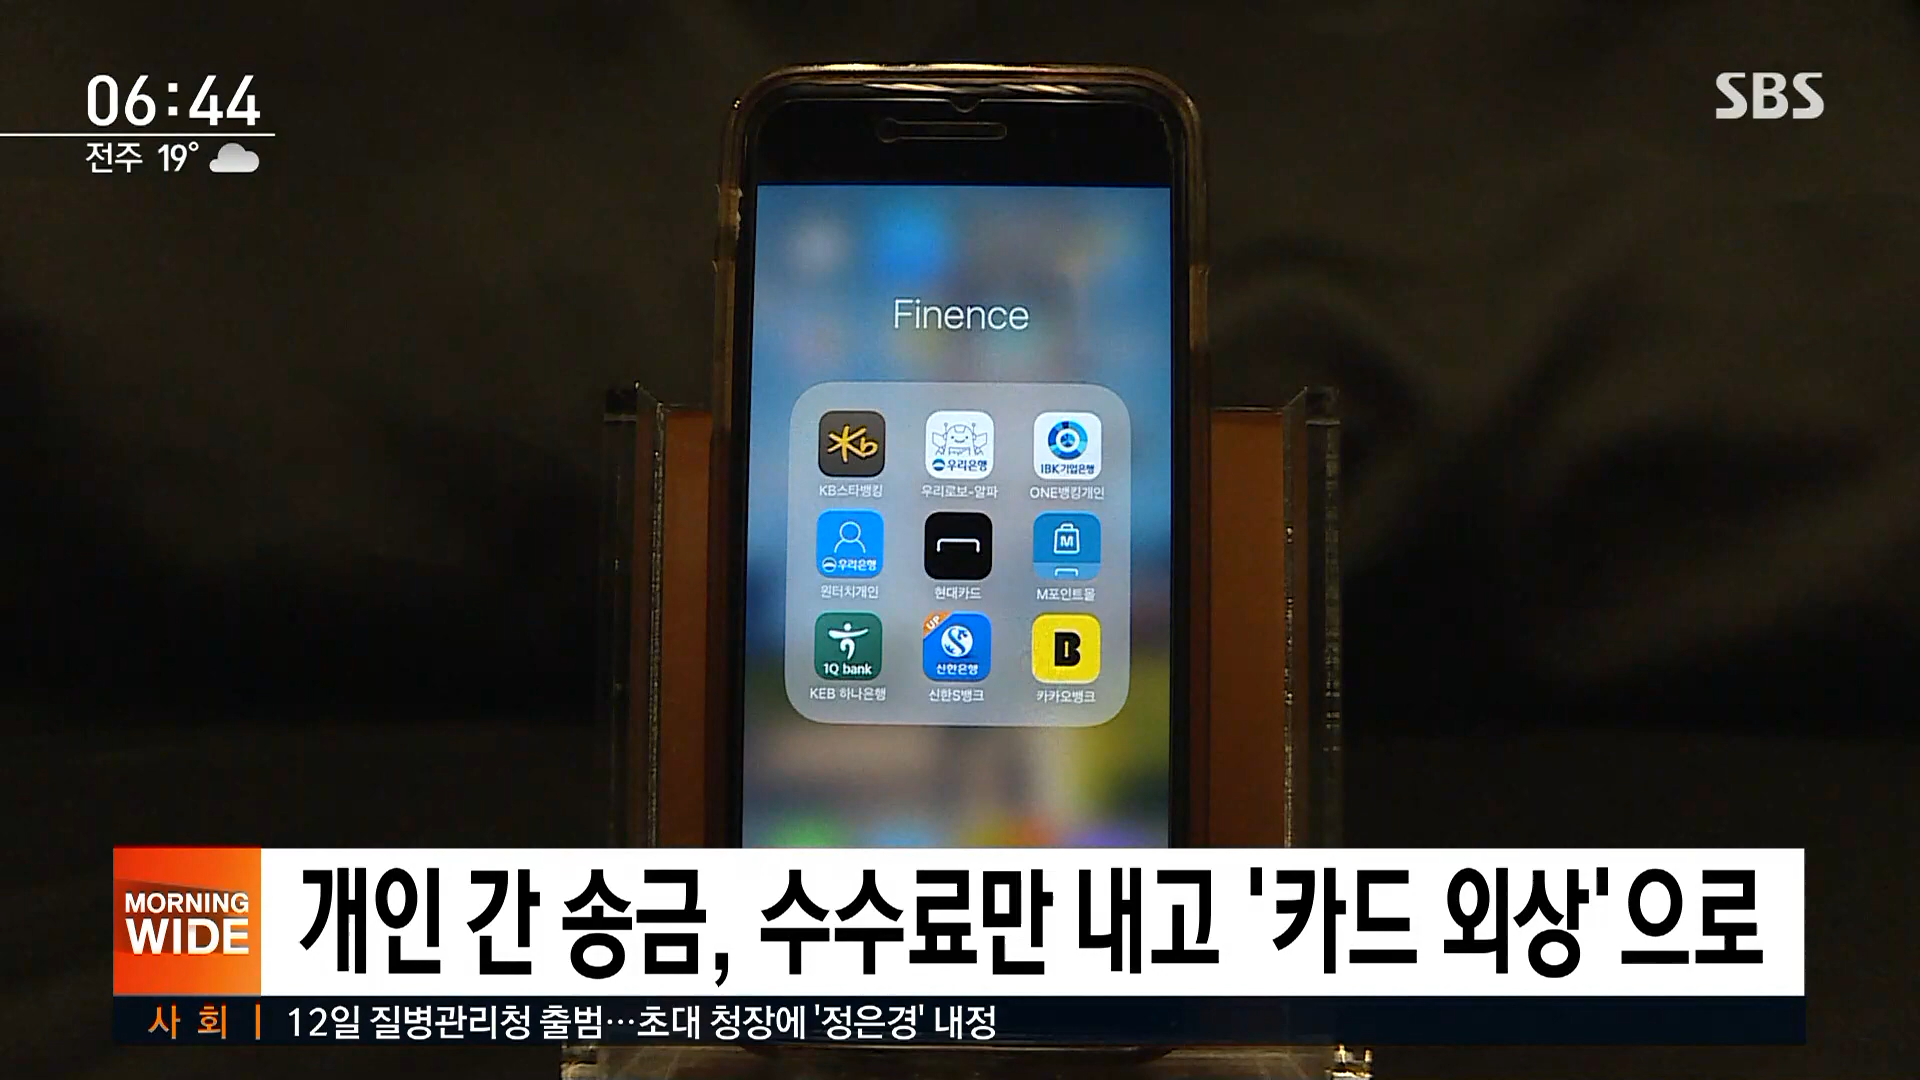 06:44
전주 19°
SBS
Finence
Kb
우리은행
IBK기업은행
KB스타뱅킹
우리로보-알파
ONE뱅킹개인
우리은행
M
원터치개인
현대카드
M포인트몰
1Q bank
UP
신한은행
B
KEB 하나은행
신한S뱅크
카카오뱅크
MORNING
WIDE
개인 간 송금, 수수료만 내고 '카드 외상'으로
사회 | 12일 질병관리청 출범…초대 청장에 '정은경' 내정